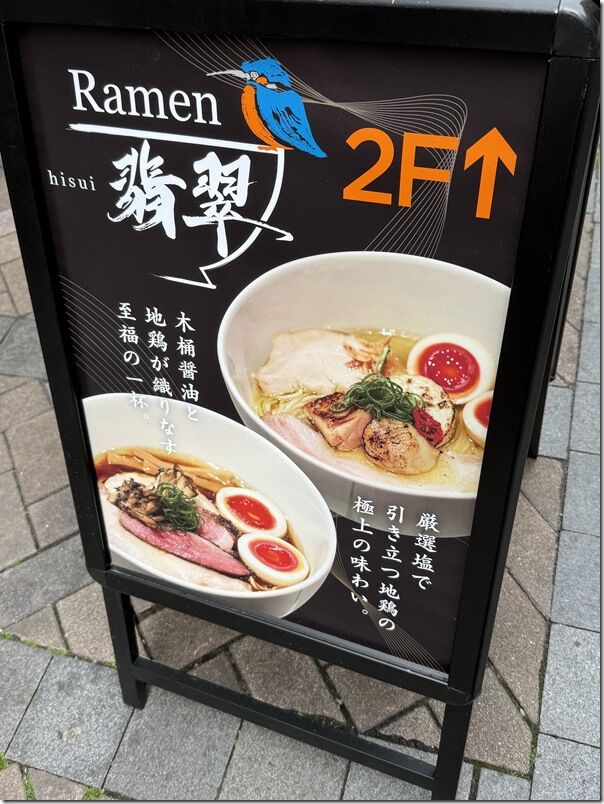 Ramen
2F↑
hisui
翡翠
木桶醤油と
地鶏が織りなす
至福の一杯。
厳選塩で
引き立つ地鶏の
極上の味わい。